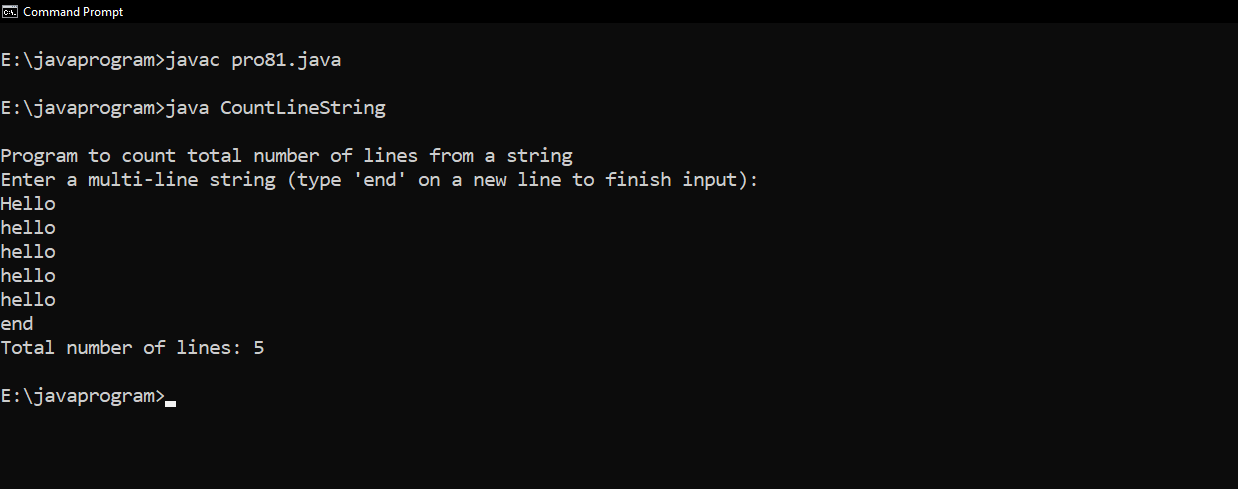 Command Prompt
E:\javaprogram>javac pro81.java
E:\javaprogram>java CountLineString
Program to count total number of lines from a string
Enter a multi-line string (type 'end' on a new line to finish input):
Hello
hello
hello
hello
hello
end
Total number of lines: 5
E:\javaprogram>